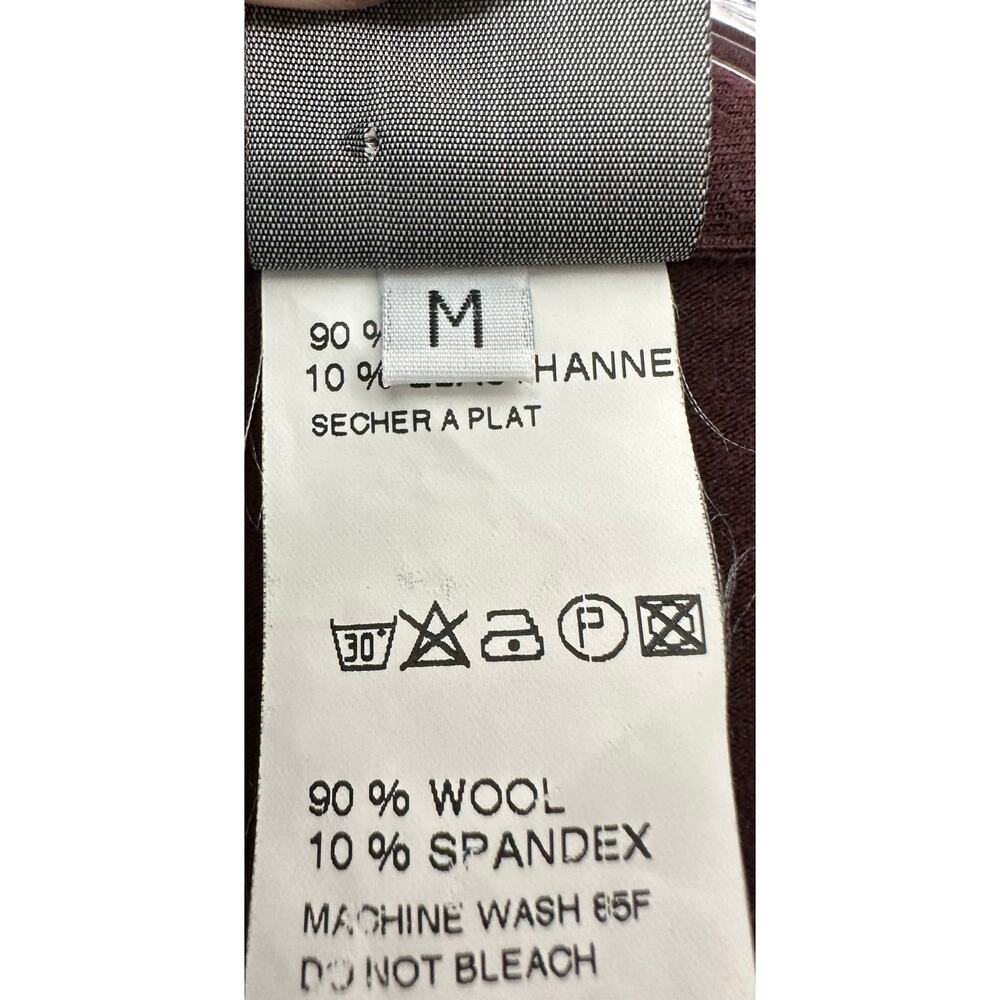 M
90 %
10 % HANNE
SECHER A PLAT
30°
P
90 % WOOL
10 % SPANDEX
MACHINE WASH 85F
DO NOT BLEACH